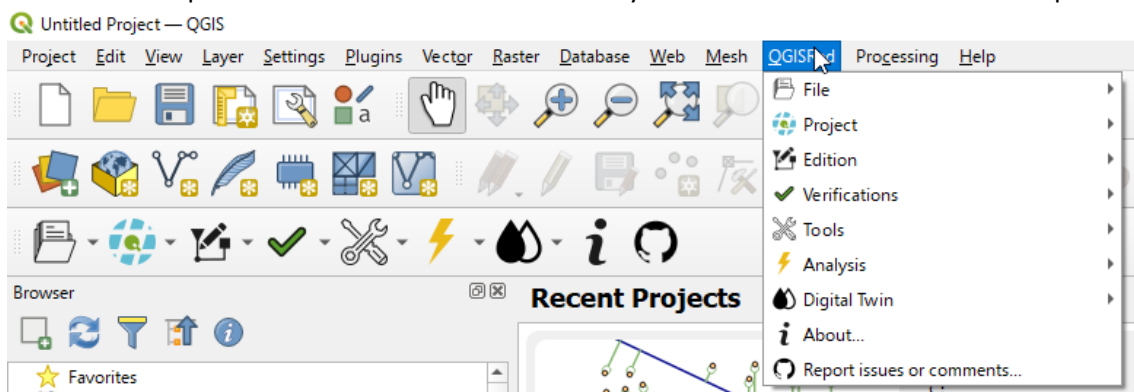 Untitled Project — QGIS
Project Edit View Layer Settings Plugins Vector Raster Database Web Mesh QGISRed Processing Help
File
Project
a
Edition
Verifications
Tools
Analysis
Browser
Recent Projects
Digital Twin
About...
Favorites
Report issues or comments...